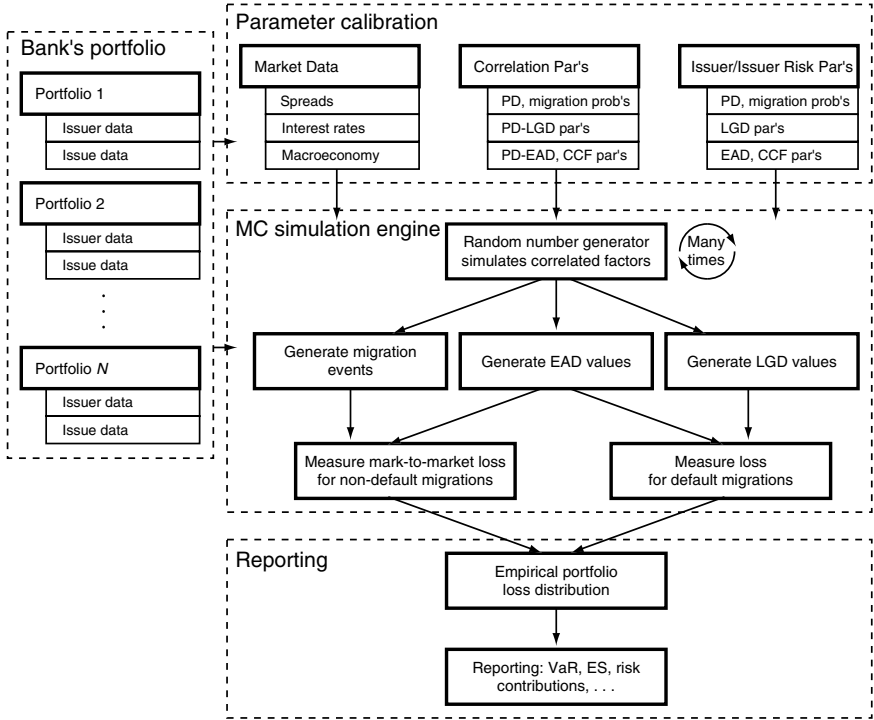 Bank's portfolio
Portfolio 1
Issuer data
Issue data
Portfolio 2
Issuer data
Issue data
. . .
Portfolio N
Issuer data
Issue data
Parameter calibration
Market Data
Spreads
Interest rates
Macroeconomy
Correlation Par's
PD, migration prob's
PD-LGD par's
PD-EAD, CCF par's
Issuer/Issuer Risk Par's
PD, migration prob's
LGD par's
EAD, CCF par's
MC simulation engine
Random number generator
simulates correlated factors
Many
times
Generate migration
events
Generate EAD values
Generate LGD values
Measure mark-to-market loss
for non-default migrations
Measure loss
for default migrations
Reporting
Empirical portfolio
loss distribution
Reporting: VaR, ES, risk
contributions, . . .